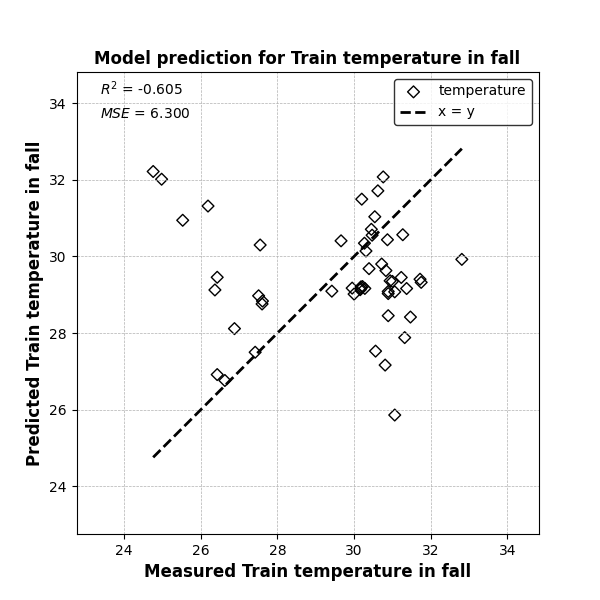 Model prediction for Train temperature in fall
R² = -0.605
MSE = 6.300
temperature
x = y
Predicted Train temperature in fall
34
32
30
28
26
24
24 26 28 30 32 34
Measured Train temperature in fall